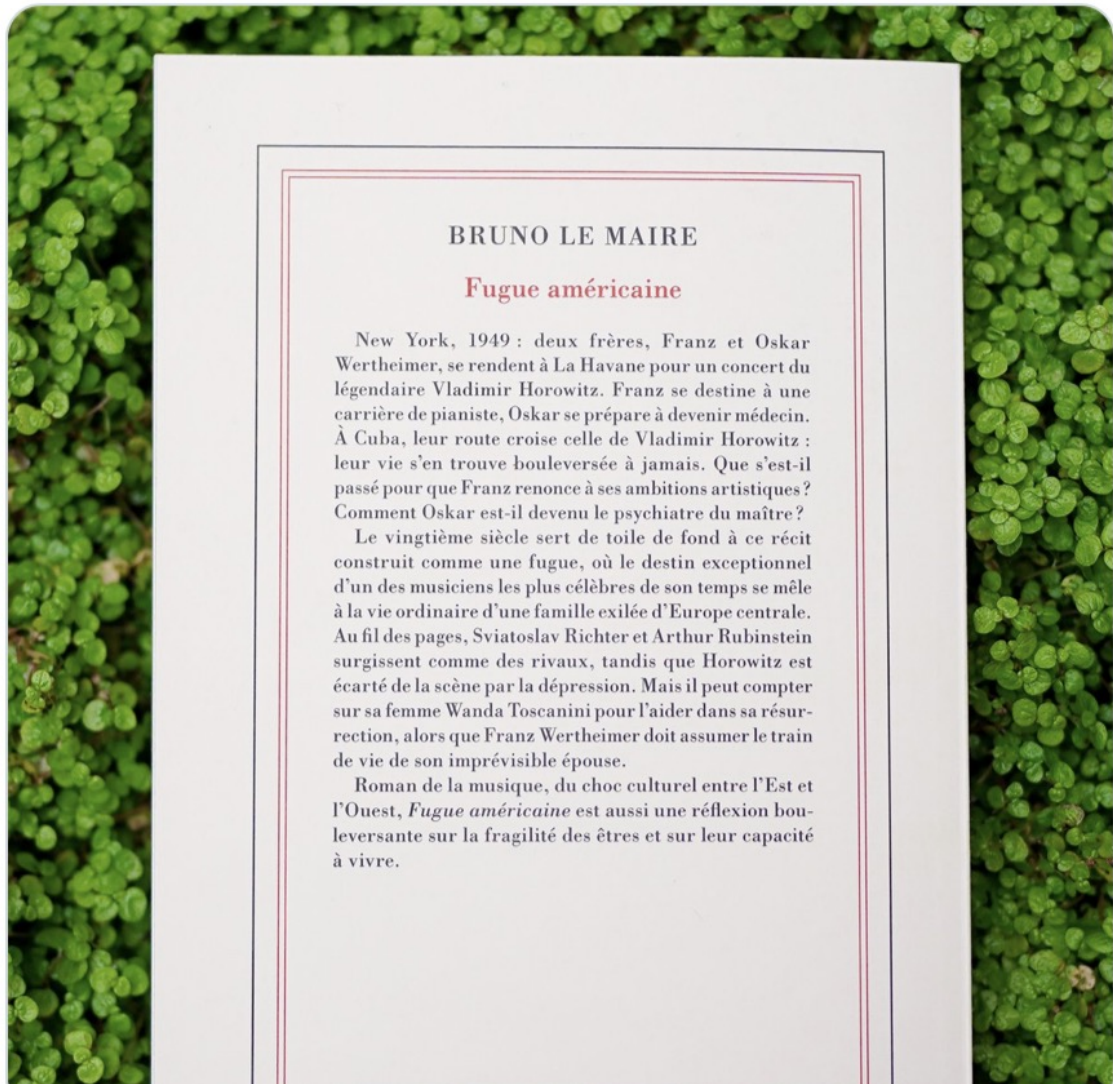 BRUNO LE MAIRE
Fugue américaine
New York, 1949 : deux frères, Franz et Oskar
Wertheimer, se rendent à La Havane pour un concert du
légendaire Vladimir Horowitz. Franz se destine à une
carrière de pianiste, Oskar se prépare à devenir médecin.
À Cuba, leur route croise celle de Vladimir Horowitz :
leur vie s'en trouve bouleversée à jamais. Que s'est-il
passé pour que Franz renonce à ses ambitions artistiques ?
Comment Oskar est-il devenu le psychiatre du maître ?
Le vingtième siècle sert de toile de fond à ce récit
construit comme une fugue, où le destin exceptionnel
d'un des musiciens les plus célèbres de son temps se mêle
à la vie ordinaire d'une famille exilée d'Europe centrale.
Au fil des pages, Sviatoslav Richter et Arthur Rubinstein
surgissent comme des rivaux, tandis que Horowitz est
écarté de la scène par la dépression. Mais il peut compter
sur sa femme Wanda Toscanini pour l'aider dans sa résur-
rection, alors que Franz Wertheimer doit assumer le train
de vie de son imprévisible épouse.
Roman de la musique, du choc culturel entre l'Est et
l'Ouest, Fugue américaine est aussi une réflexion bou-
leversante sur la fragilité des êtres et sur leur capacité
à vivre.